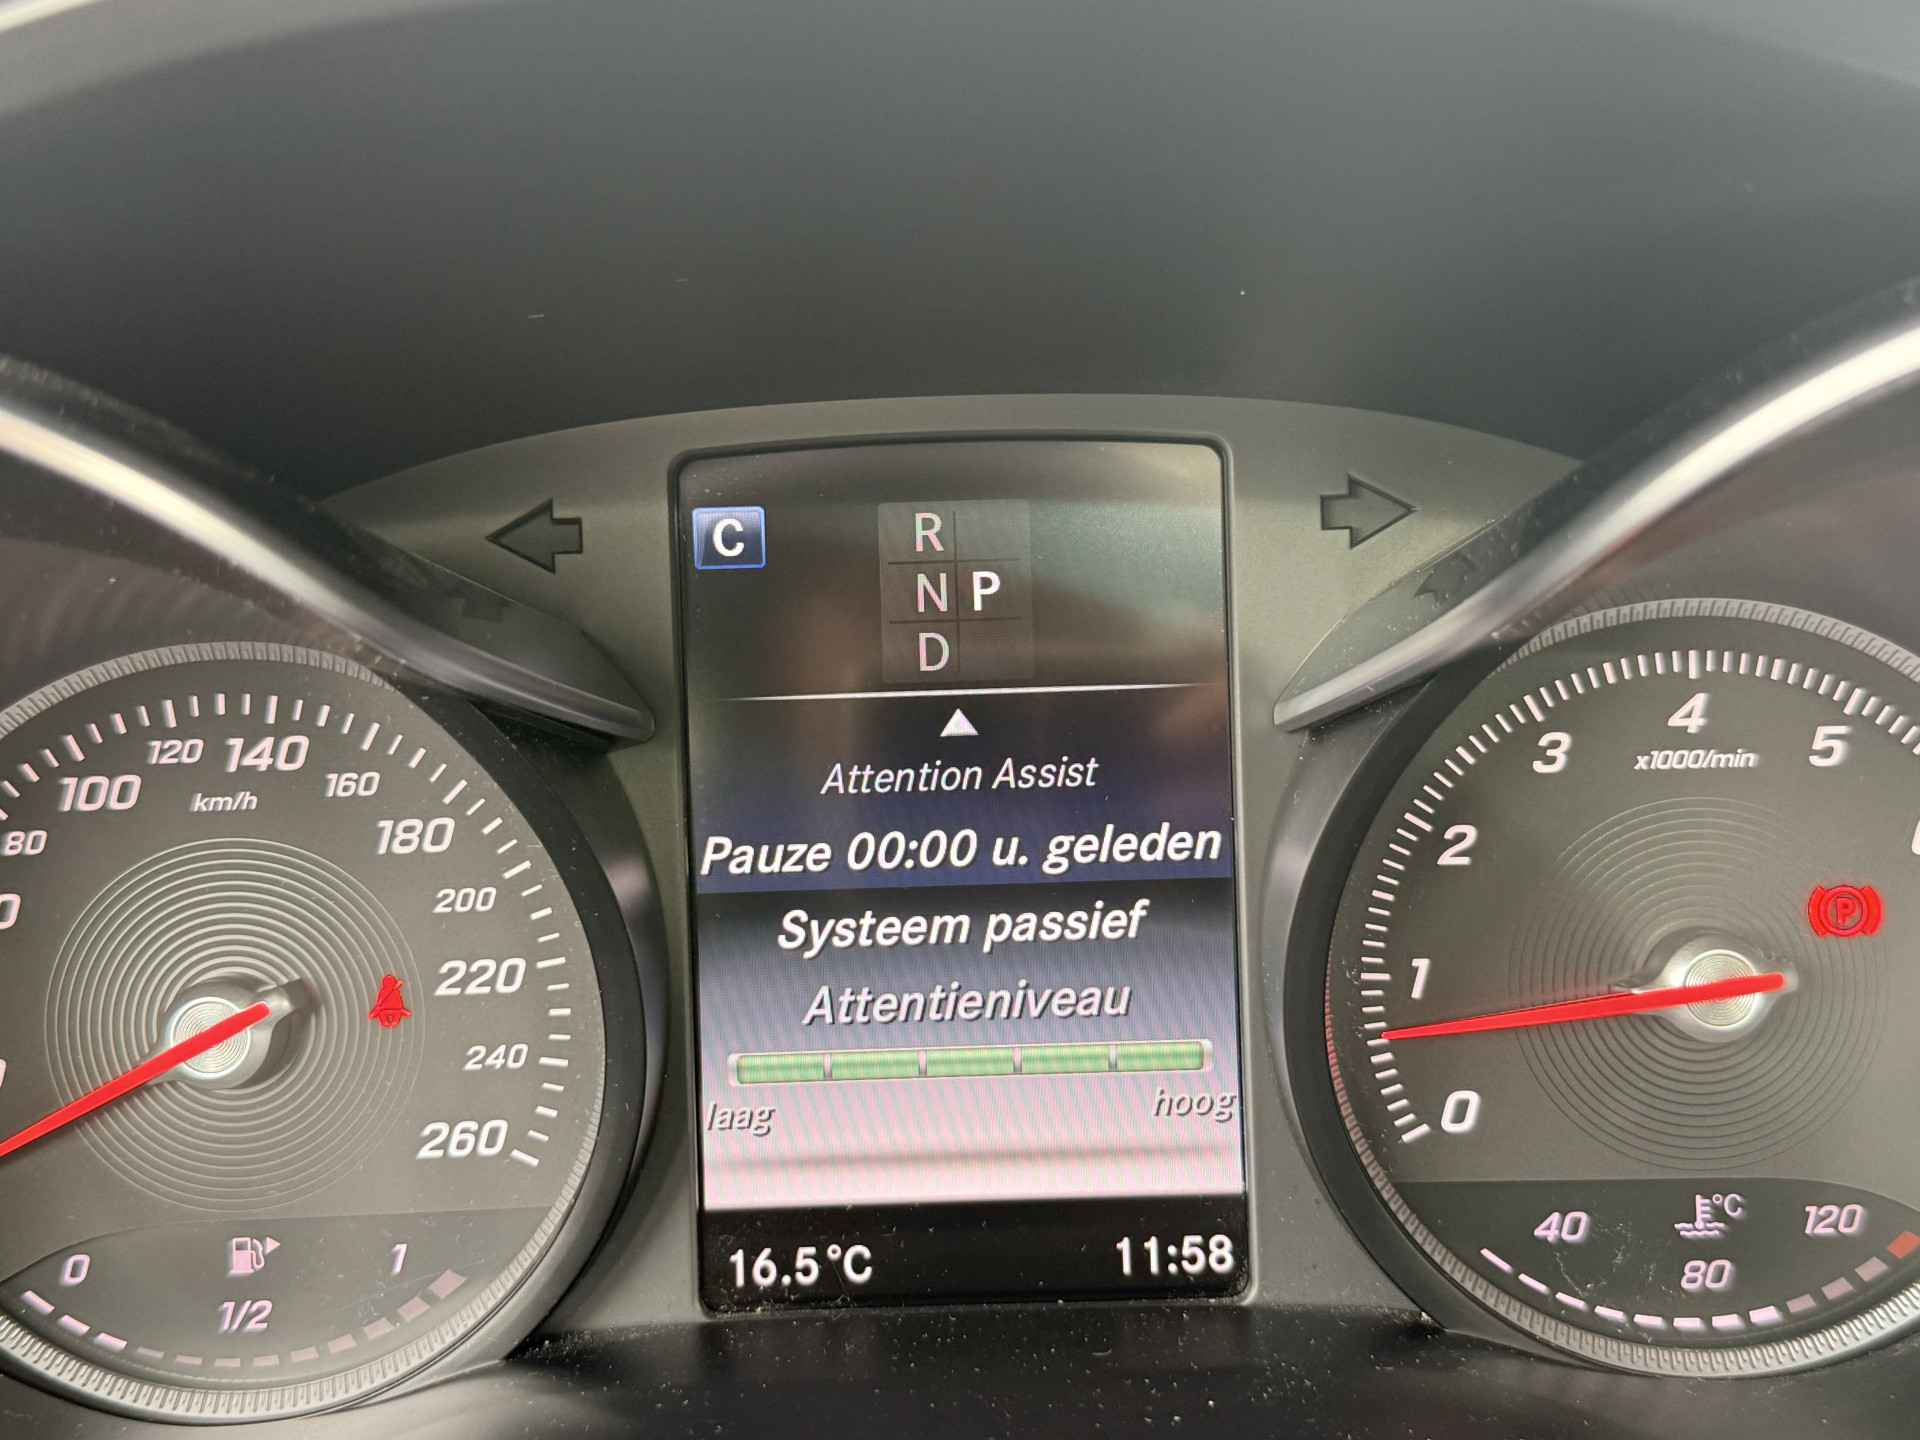 C
R
N P
D
Attention Assist
Pauze 00:00 u. geleden
Systeem passief
Attentieniveau
laag hoog
16.5°C 11:58
80
100
120
140
160
180
200
220
240
260
km/h
0 1/2 1
0
1
2
3
4
5
x1000/min
P
40 80 120
°C